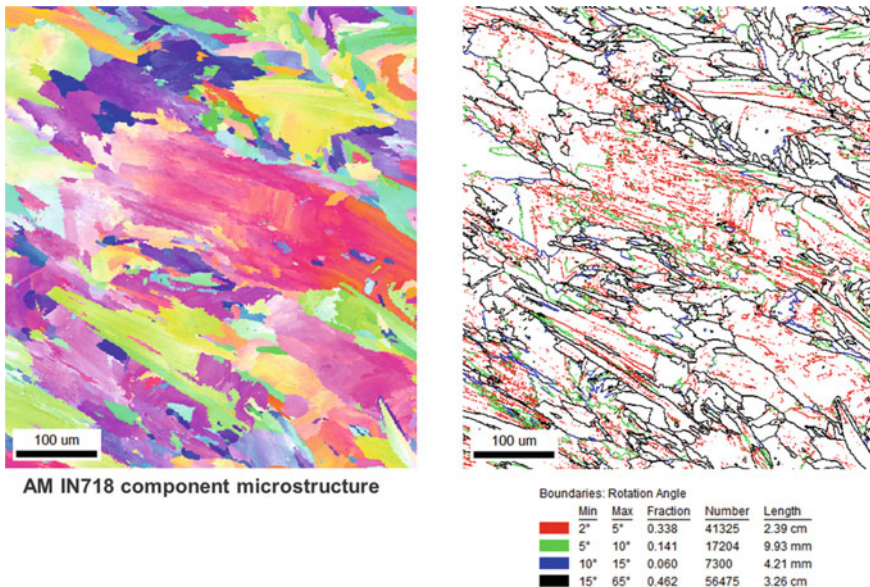 100 um
100 um
AM IN718 component microstructure
Boundaries: Rotation Angle
Min Max Fraction Number Length
2° 5° 0.338 41325 2.39 cm
5° 10° 0.141 17204 9.93 mm
10° 15° 0.060 7300 4.21 mm
15° 65° 0.462 56475 3.26 cm